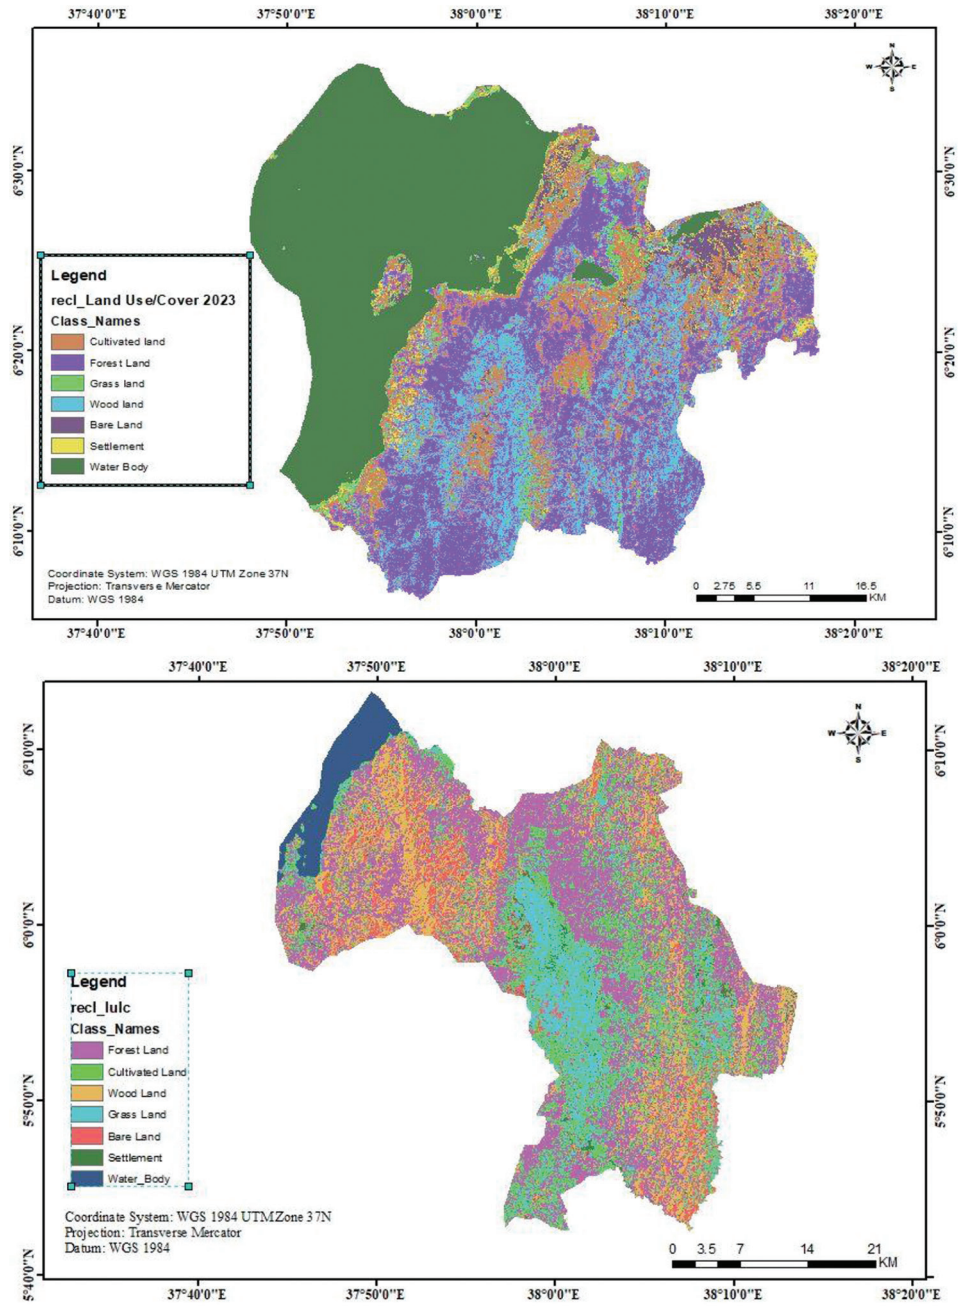 37°40'0"E 37°50'0"E 38°0'0"E 38°10'0"E 38°20'0"E
N
W E
S
6°30'0"N 6°30'0"N
Legend
recl_Land Use/Cover 2023
Class_Names
Cultivated land
Forest Land
Grass land
Wood land
Bare Land
Settlement
Water Body
6°20'0"N 6°20'0"N
6°10'0"N 6°10'0"N
Coordinate System: WGS 1984 UTM Zone 37N
Projection: Transverse Mercator
Datum: WGS 1984
0 2.75 5.5 11 16.5
KM
37°40'0"E 37°50'0"E 38°0'0"E 38°10'0"E 38°20'0"E
37°40'0"E 37°50'0"E 38°0'0"E 38°10'0"E 38°20'0"E
N
W E
S
6°10'0"N 6°10'0"N
6°0'0"N 6°0'0"N
Legend
recl_lulc
Class_Names
Forest Land
Cultivated Land
Wood Land
Grass Land
Bare Land
Settlement
Water_Body
5°50'0"N 5°50'0"N
Coordinate System: WGS 1984 UTM Zone 37N
Projection: Transverse Mercator
Datum: WGS 1984
0 3.5 7 14 21
KM
5°40'0"N 5°40'0"N
37°40'0"E 37°50'0"E 38°0'0"E 38°10'0"E 38°20'0"E